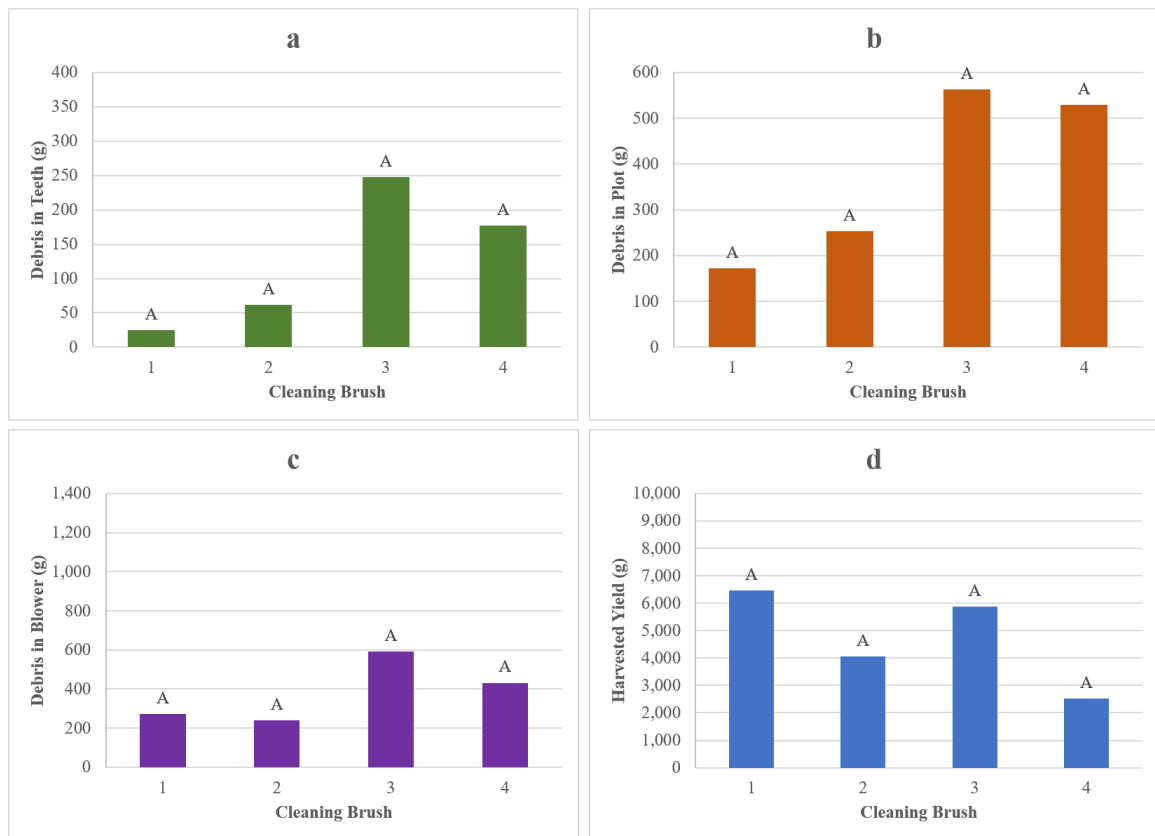 a
Debris in Teeth (g)
400
350
300
250
200
150
100
50
0
A
A
A
A
1 2 3 4
Cleaning Brush
b
Debris in Plot (g)
600
500
400
300
200
100
0
A
A
A
A
1 2 3 4
Cleaning Brush
c
Debris in Blower (g)
1,400
1,200
1,000
800
600
400
200
0
A
A
A
A
1 2 3 4
Cleaning Brush
d
Harvested Yield (g)
10,000
9,000
8,000
7,000
6,000
5,000
4,000
3,000
2,000
1,000
0
A
A
A
A
1 2 3 4
Cleaning Brush